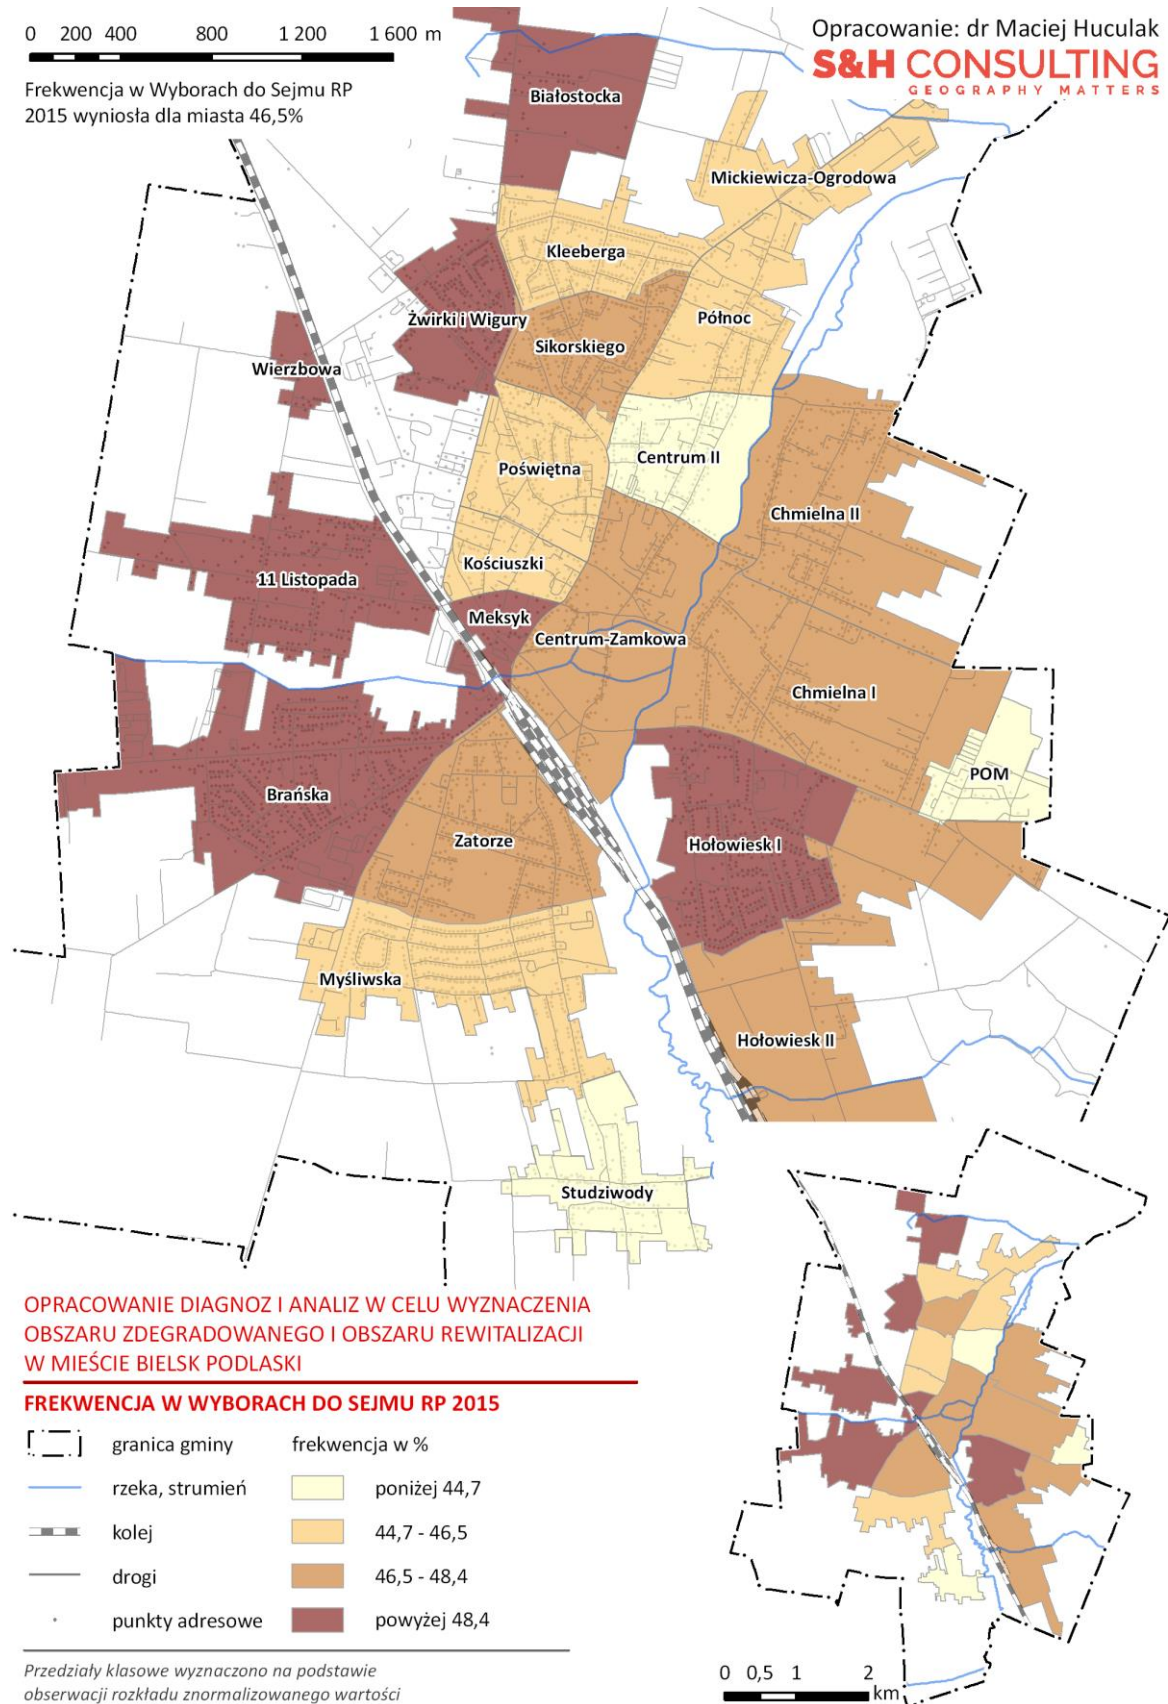 0 200 400 800 1 200 1 600 m
Frekwencja w Wyborach do Sejmu RP
2015 wyniosła dla miasta 46,5%
Opracowanie: dr Maciej Huculak
S&H CONSULTING
GEOGRAPHY MATTERS
Białostocka
Mickiewicza-Ogrodowa
Kleeberga
Żwirki i Wigury
Północ
Sikorskiego
Wierzbowa
Centrum II
Poświętna
Chmielna II
Kościuszki
11 Listopada
Meksyk
Centrum-Zamkowa
Chmielna I
POM
Brańska
Zatorze
Hołowiesk I
Myśliwska
Hołowiesk II
Studziwody
OPRACOWANIE DIAGNOZ I ANALIZ W CELU WYZNACZENIA
OBSZARU ZDEGRADOWANEGO I OBSZARU REWITALIZACJI
W MIEŚCIE BIELSK PODLASKI
FREKWENCJA W WYBORACH DO SEJMU RP 2015
granica gminy
frekwencja w %
rzeka, strumień
poniżej 44,7
kolej
44,7 - 46,5
drogi
46,5 - 48,4
punkty adresowe
powyżej 48,4
Przedziały klasowe wyznaczono na podstawie
obserwacji rozkładu znormalizowanego wartości
0 0,5 1 2
km